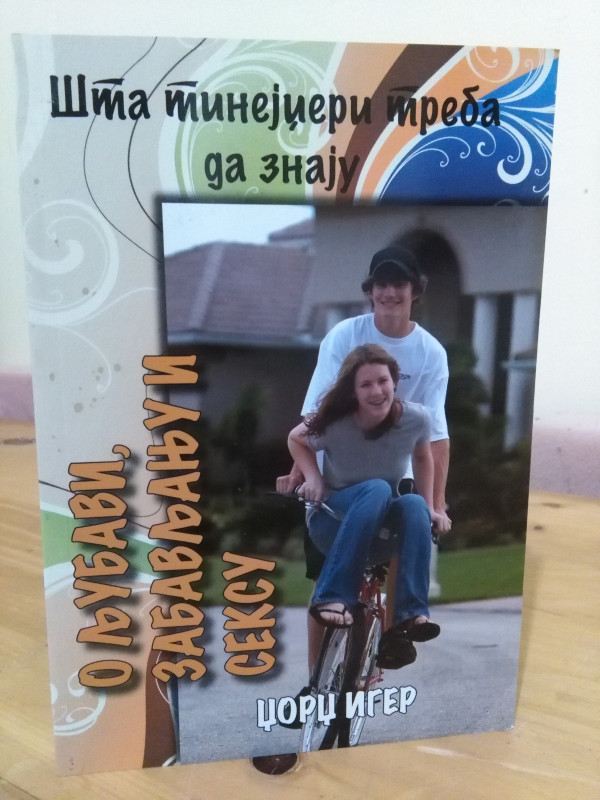 Шта тинејџери треба
да знају
О ЉУБАВИ,
ЗАБАВЉАЊУ И
СЕКСУ
ЏОРЏ ИГЕР